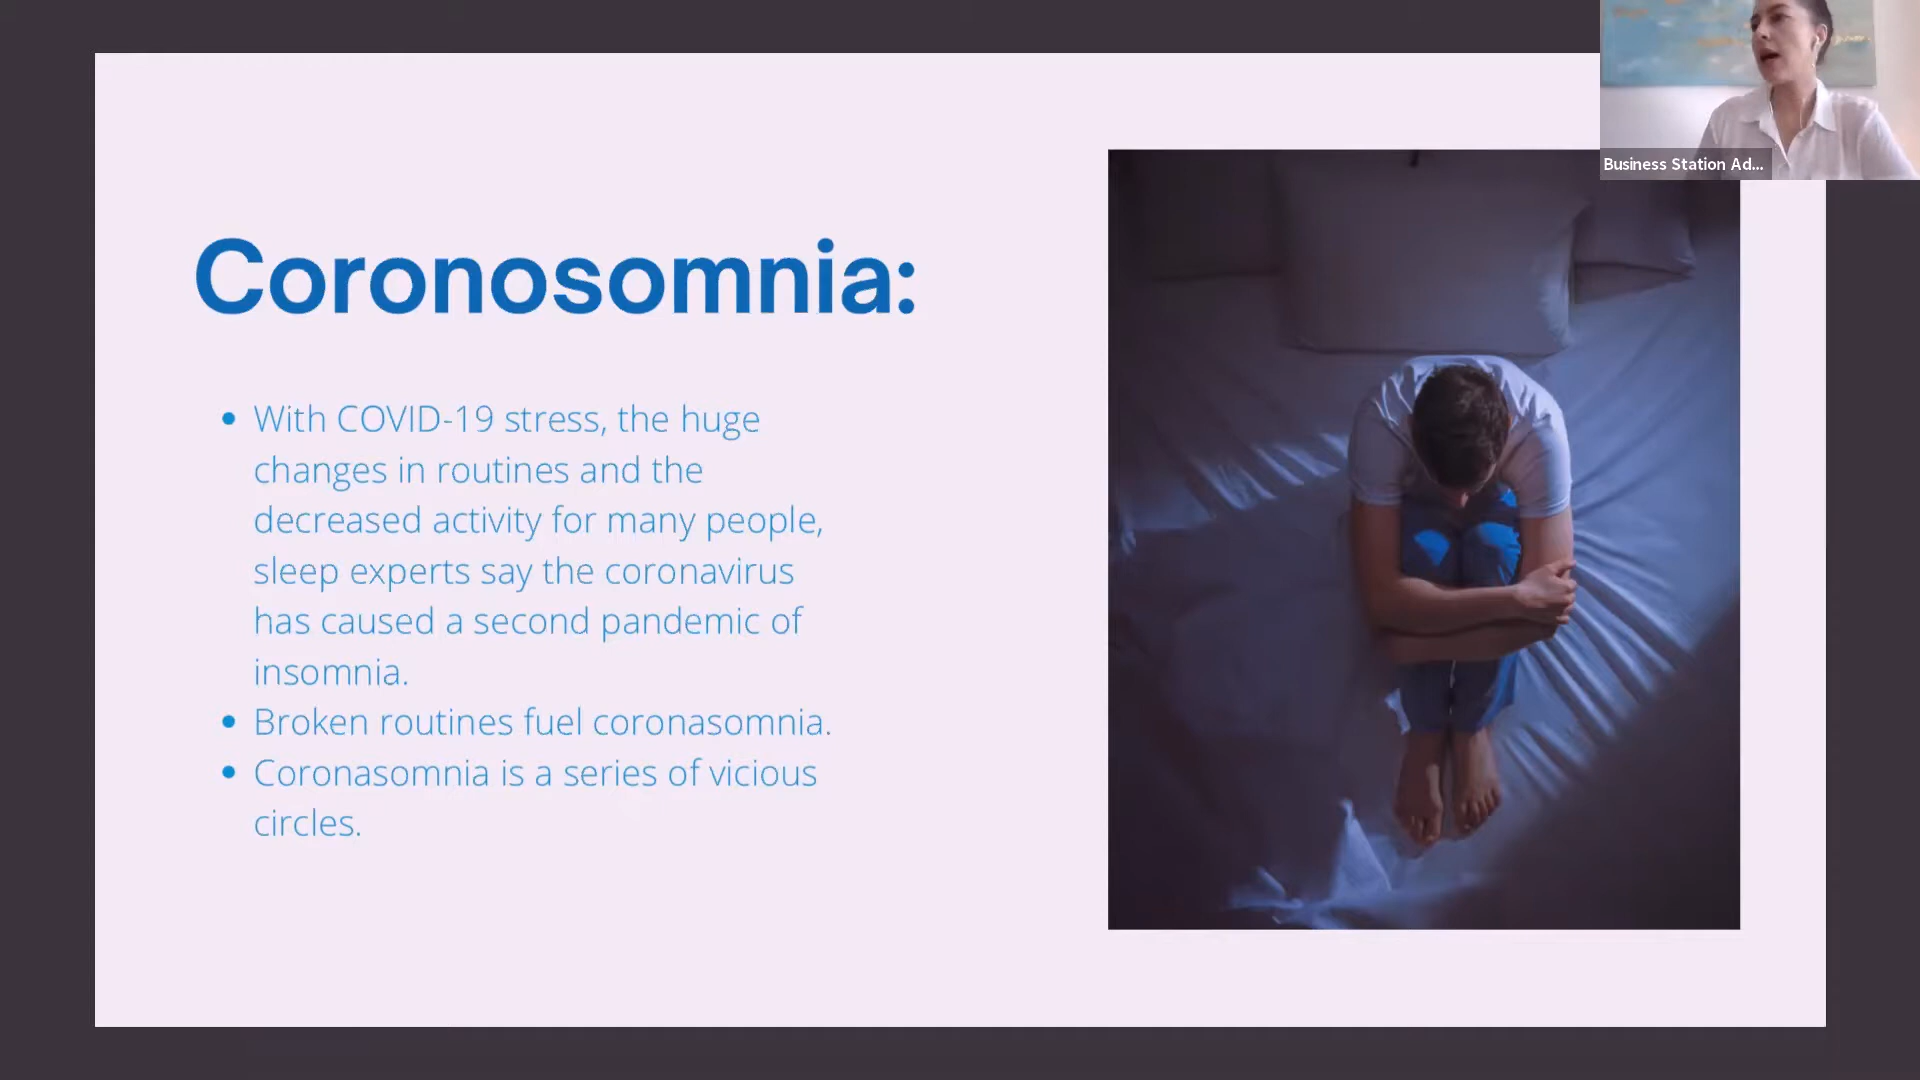 Business Station Ad...
Coronosomnia:
• With COVID-19 stress, the huge
changes in routines and the
decreased activity for many people,
sleep experts say the coronavirus
has caused a second pandemic of
insomnia.
• Broken routines fuel coronasomnia.
• Coronasomnia is a series of vicious
circles.